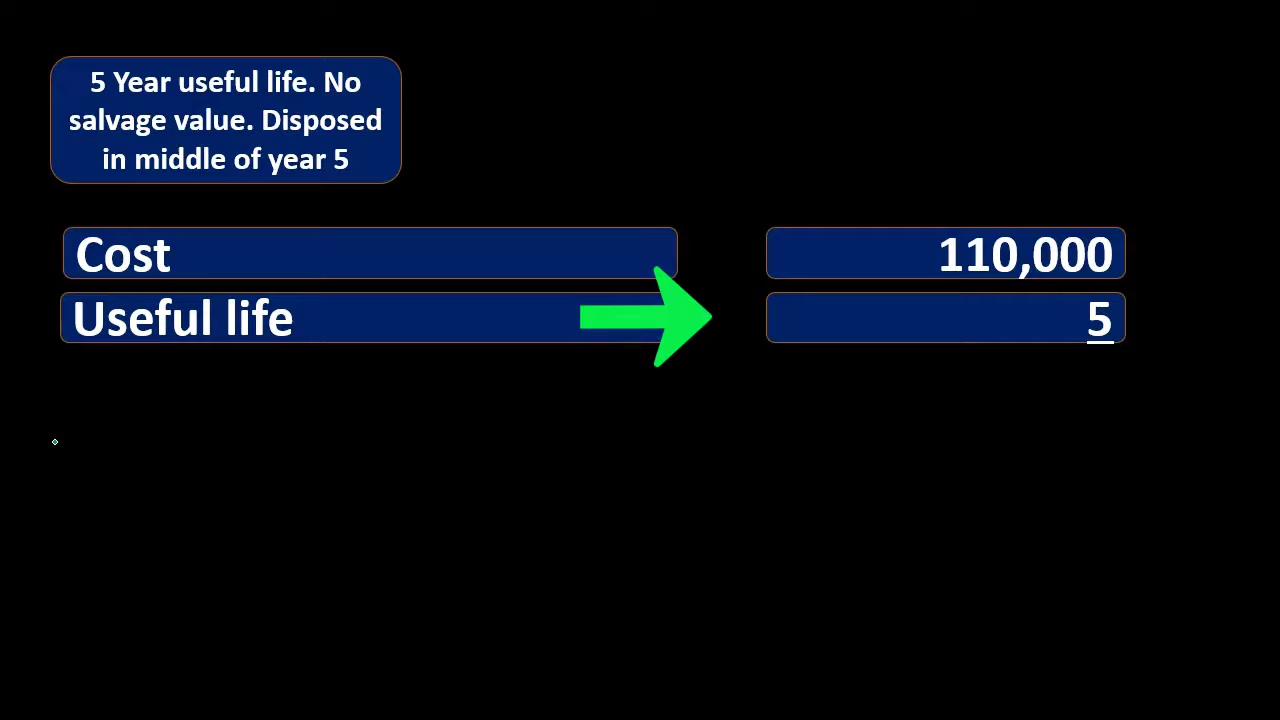 5 Year useful life. No
salvage value. Disposed
in middle of year 5
Cost 110,000
Useful life 5